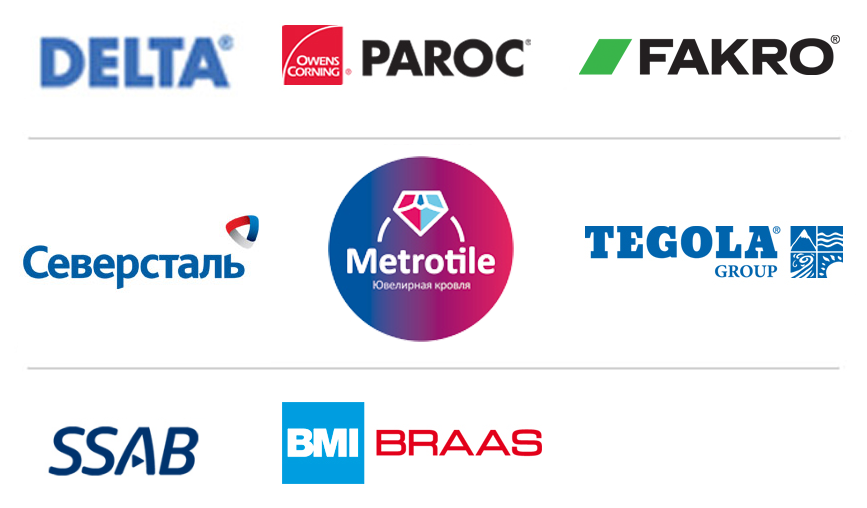 DELTA®
OWENS
CORNING®
PAROC®
FAKRO®
Северсталь
Metrotile
Ювелирная кровля
TEGOLA®
GROUP
SSAB
BMI BRAAS